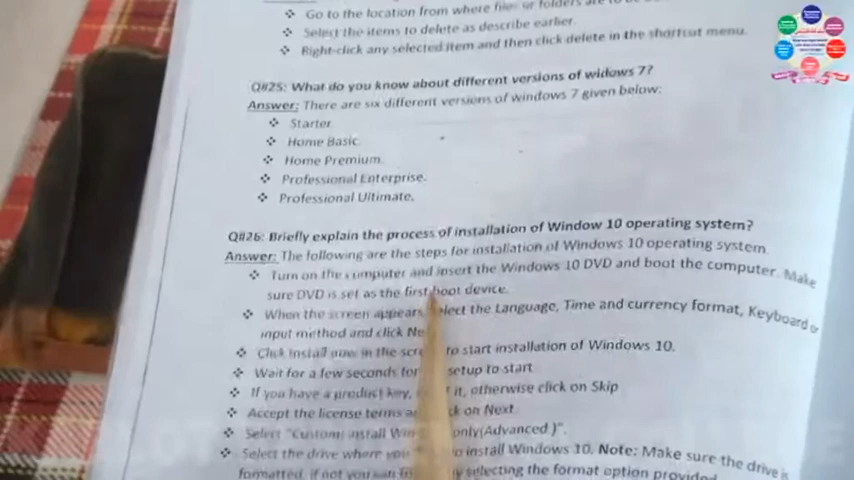 Go to the location from where files or folders are to be
Select the items to delete as describe earlier.
Right-click any selected item and then click delete in the shortcut menu.
Q#25: What do you know about different versions of widows 7?
Answer: There are six different versions of windows 7 given below:
Starter
Home Basic.
Home Premium.
Professional Enterprise.
Professional Ultimate.
Q#26: Briefly explain the process of installation of Window 10 operating system?
Answer: The following are the steps for installation of Windows 10 operating system.
Turn on the computer and insert the Windows 10 DVD and boot the computer. Make
sure DVD is set as the first boot device.
When the screen appears, select the Language, Time and currency format, Keyboard or
input method and click
Click Install now in the to start installation of Windows 10.
Wait for a few seconds for setup to start
If you have a product key, it, otherwise click on Skip
Accept the license terms on Next.
Select "Custom: Install only(Advanced )".
Select the drive where you to install Windows 10. Note: Make sure the drive is
formatted, if not you can selecting the format option provided